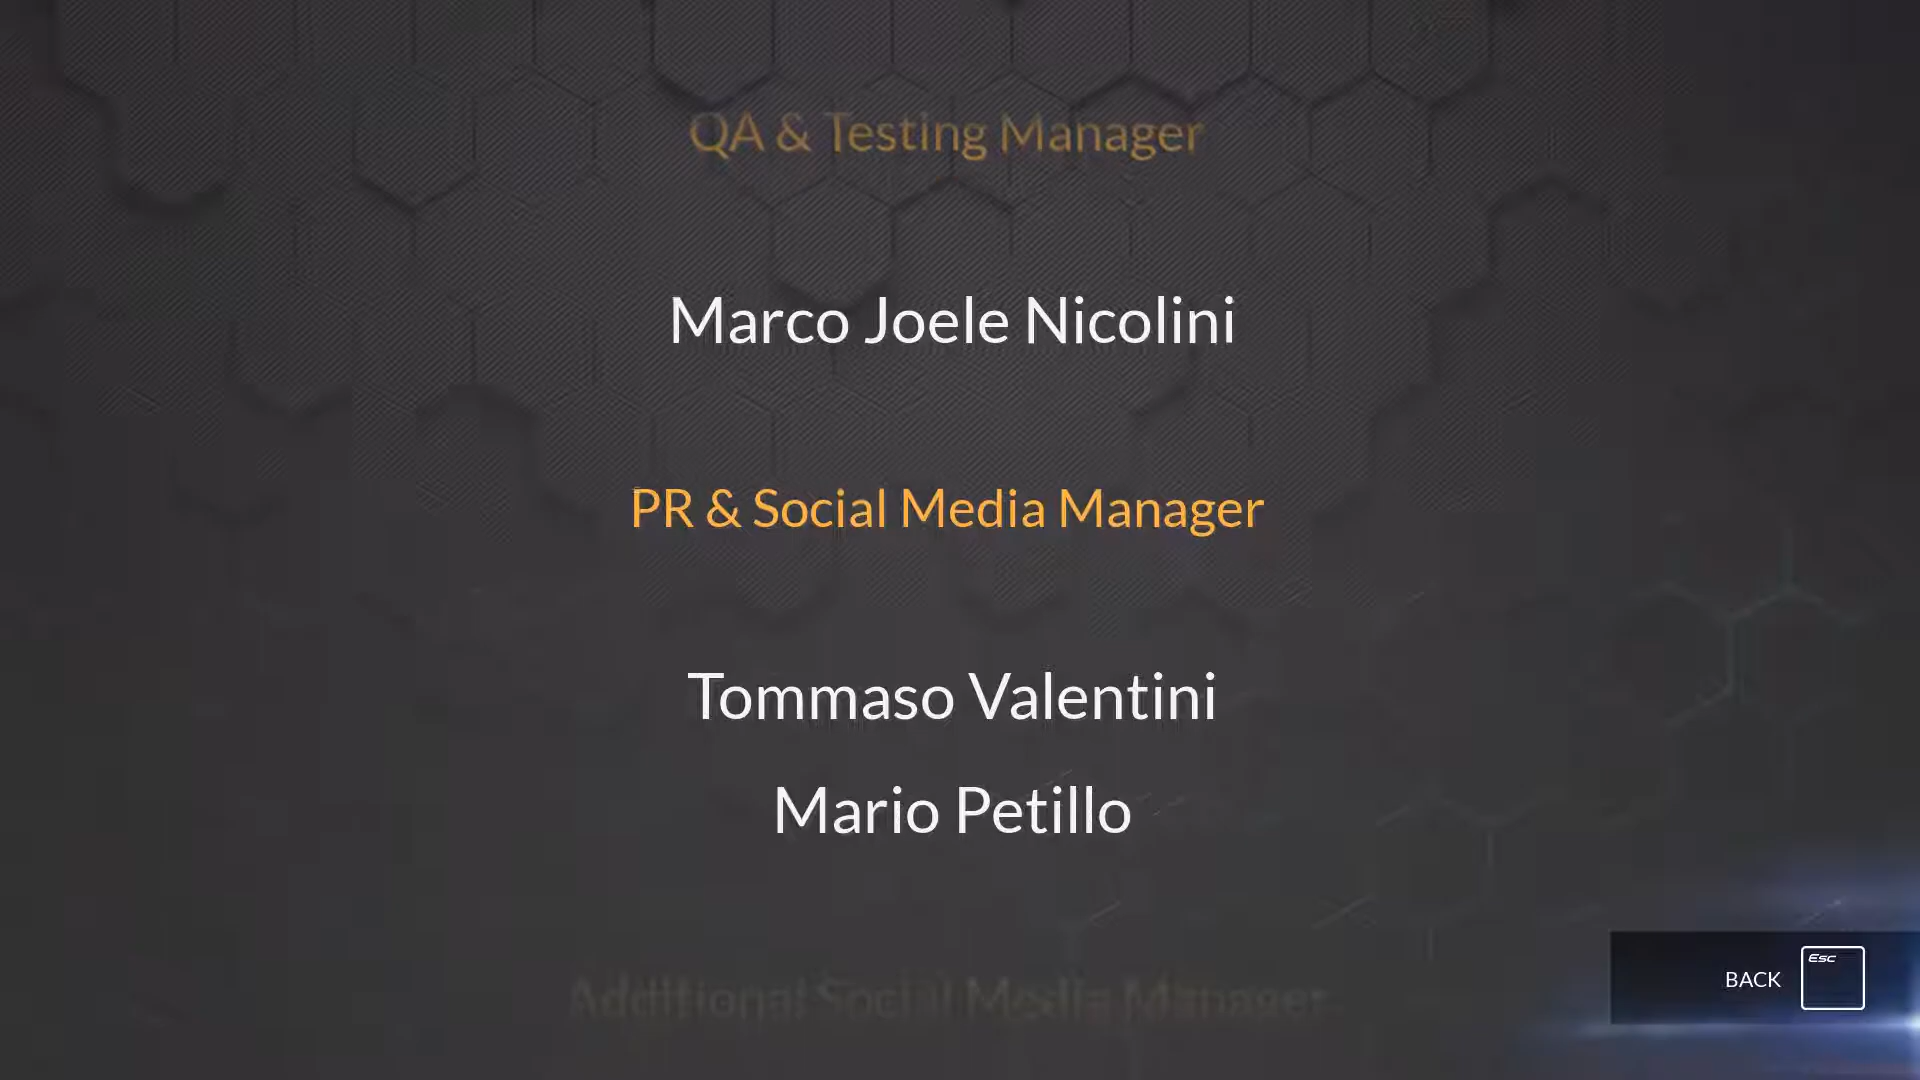 QA & Testing Manager
Marco Joele Nicolini
PR & Social Media Manager
Tommaso Valentini
Mario Petillo
Additional Social Media Manager
BACK
Esc